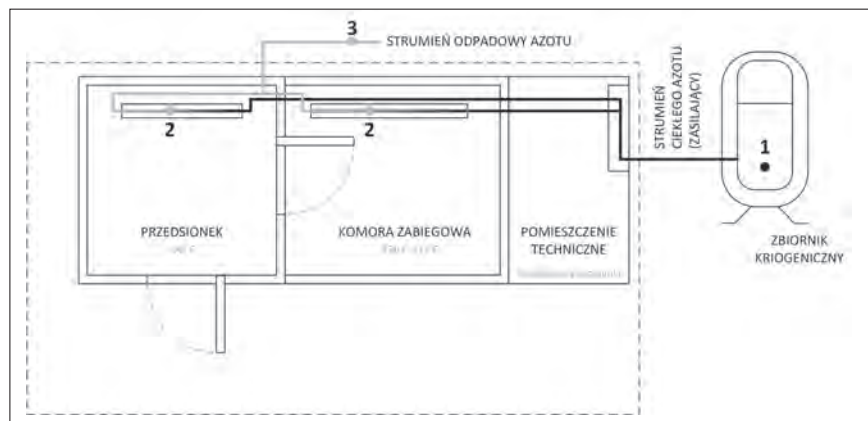 3
STRUMIEŃ ODPADOWY AZOTU
2
2
STRUMIEŃ
CIEKŁEGO AZOTU
(ZASILAJĄCY)
1
PRZEDSIONEK
KOMORA ZABIEGOWA
POMIESZCZENIE
TECHNICZNE
ZBIORNIK
KRIOGENICZNY